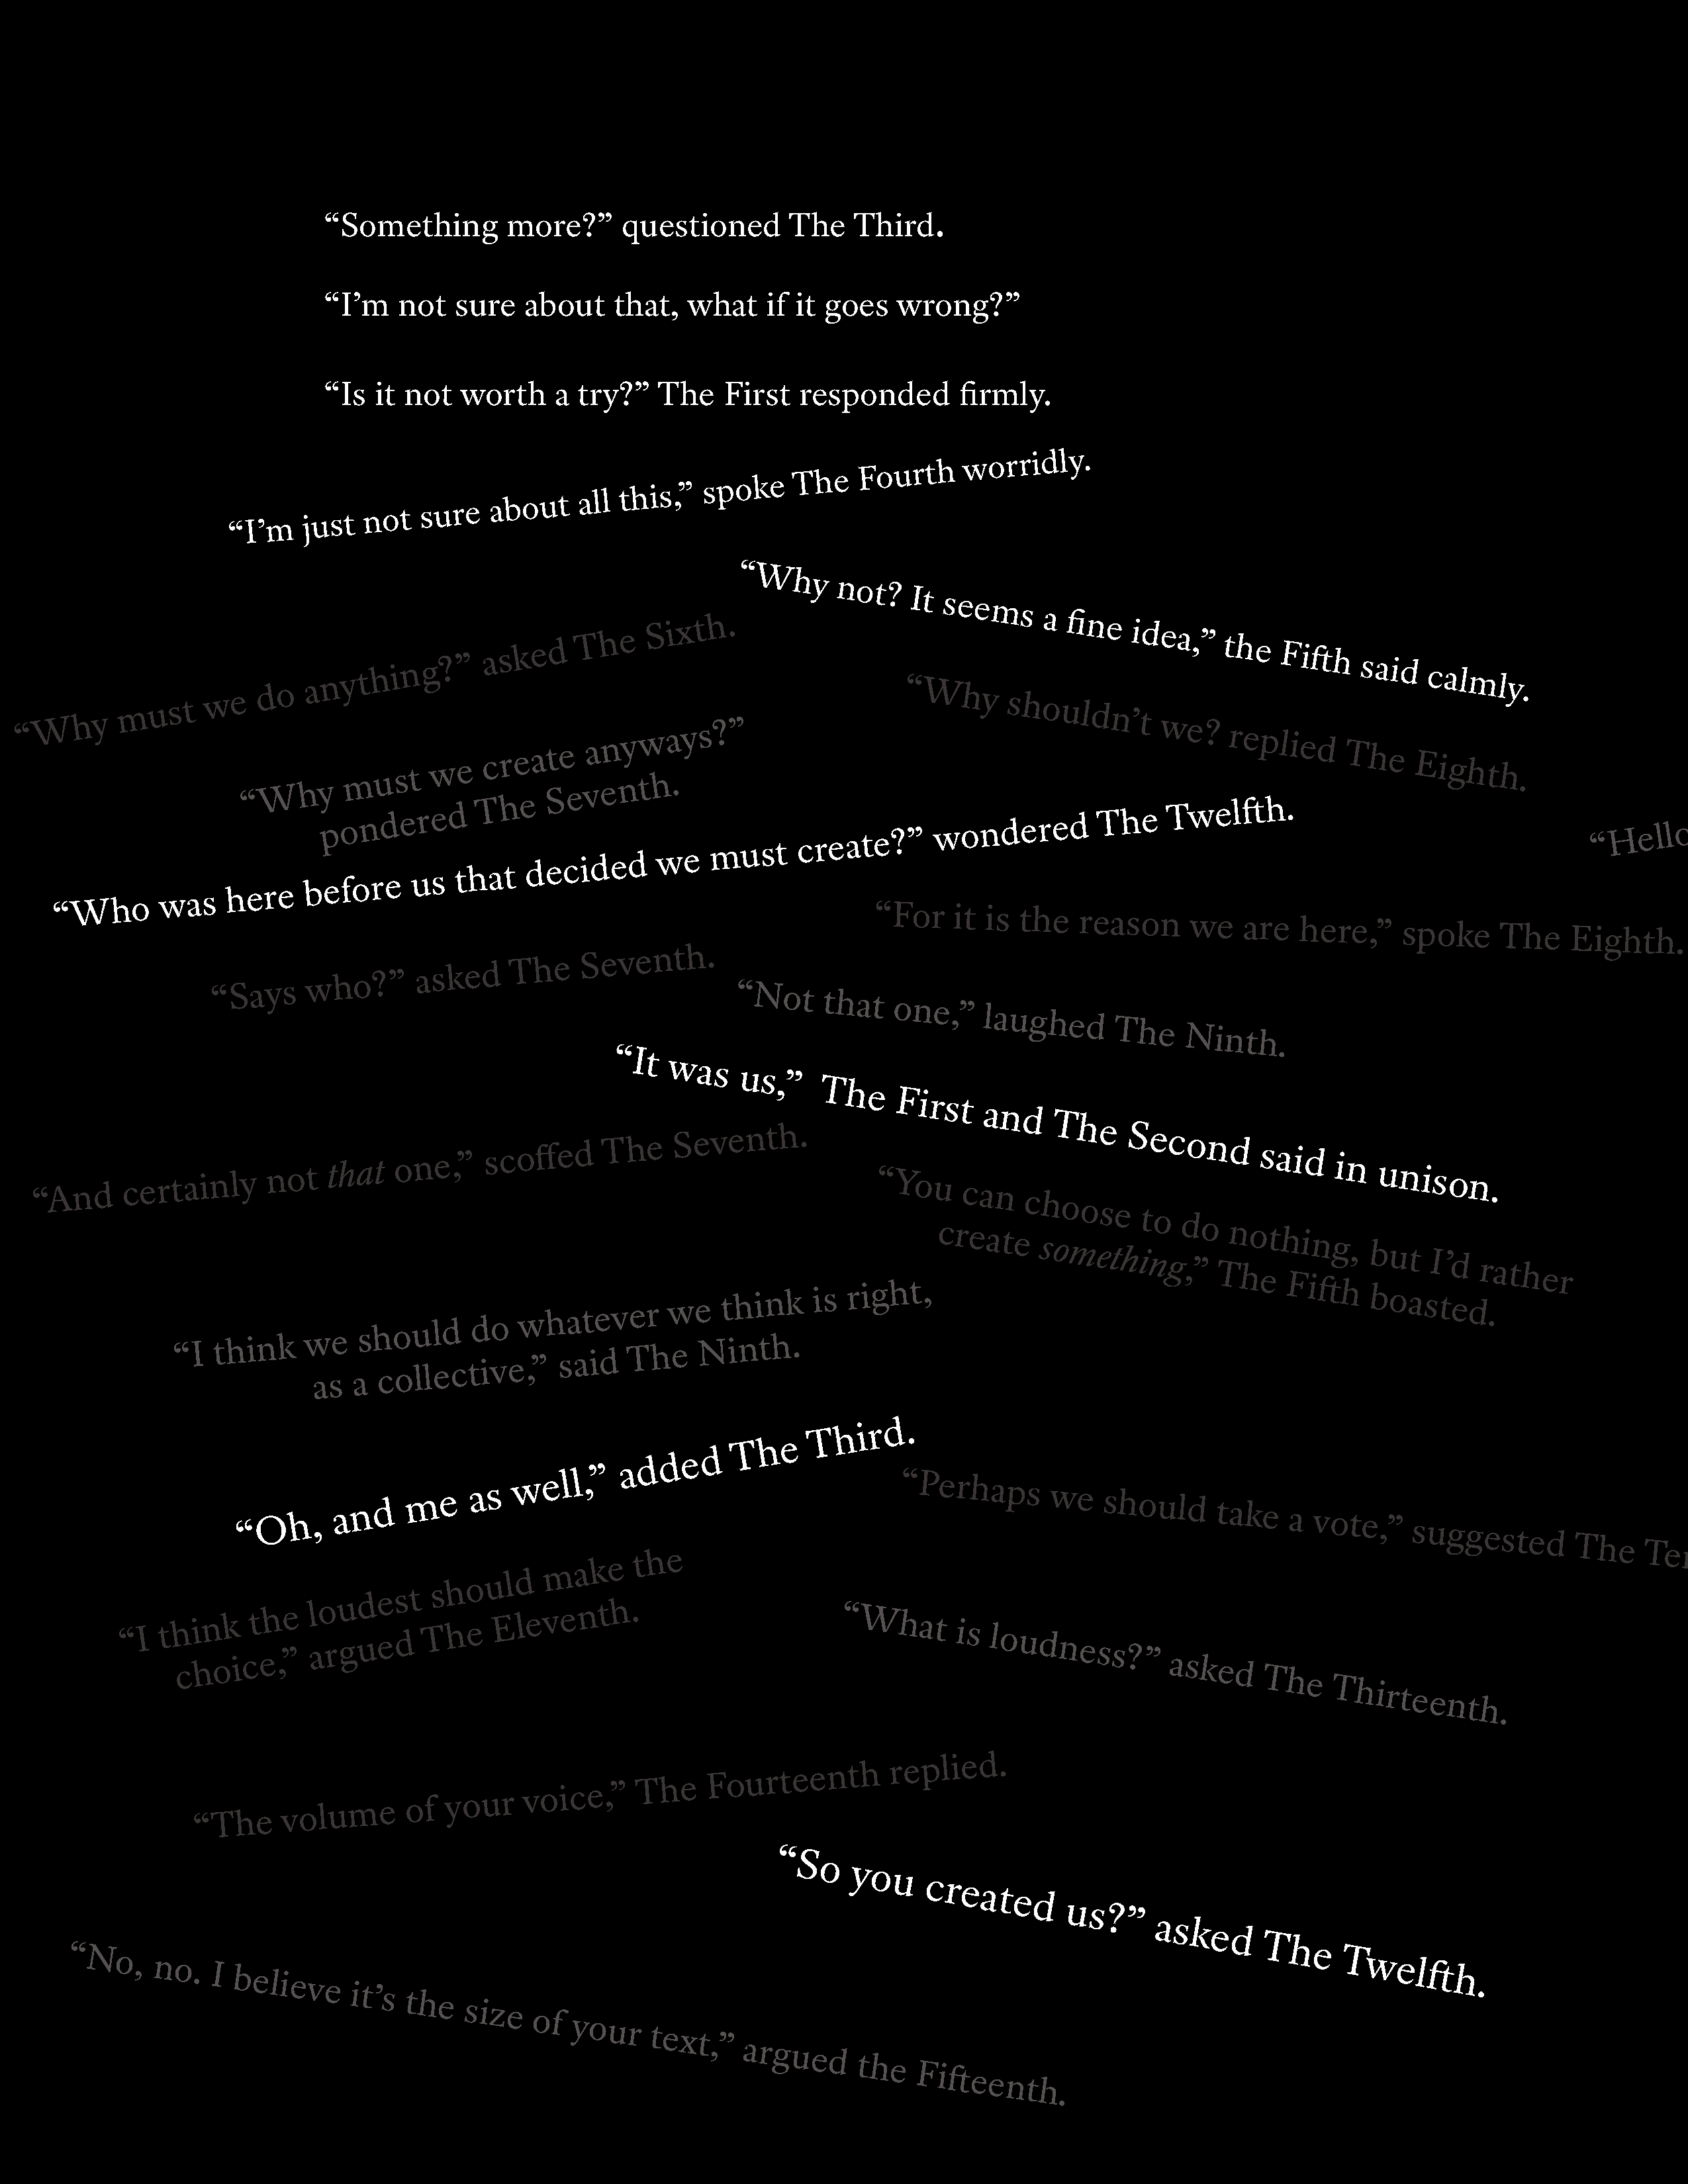 “Something more?” questioned The Third.
“I’m not sure about that, what if it goes wrong?”
“Is it not worth a try?” The First responded firmly.
“I’m just not sure about all this,” spoke The Fourth worridly.
“Why not? It seems a fine idea,” the Fifth said calmly.
“Why must we do anything?” asked The Sixth.
“Why shouldn’t we? replied The Eighth.
“Why must we create anyways?”
pondered The Seventh.
“Who was here before us that decided we must create?” wondered The Twelfth.
“Hello
“For it is the reason we are here,” spoke The Eighth.
“Says who?” asked The Seventh.
“Not that one,” laughed The Ninth.
“It was us,” The First and The Second said in unison.
“And certainly not that one,” scoffed The Seventh.
“You can choose to do nothing, but I’d rather
create something,” The Fifth boasted.
“I think we should do whatever we think is right,
as a collective,” said The Ninth.
“Oh, and me as well,” added The Third.
“Perhaps we should take a vote,” suggested The
“I think the loudest should make the
choice,” argued The Eleventh.
“What is loudness?” asked The Thirteenth.
“The volume of your voice,” The Fourteenth replied.
“So you created us?” asked The Twelfth.
“No, no. I believe it’s the size of your text,” argued the Fifteenth.